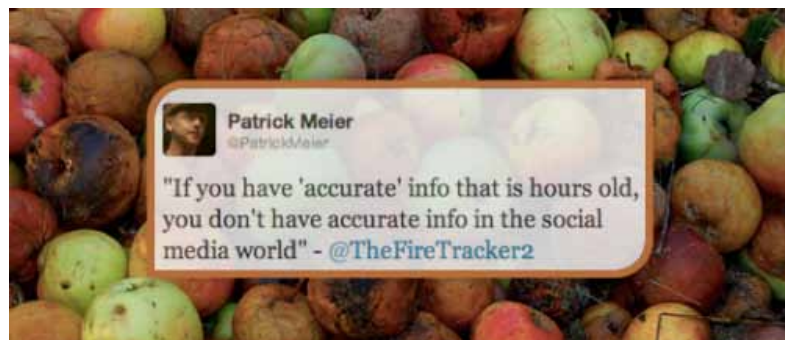 Patrick Meier
@PatrickMeier
"If you have 'accurate' info that is hours old,
you don't have accurate info in the social
media world" - @TheFireTracker2